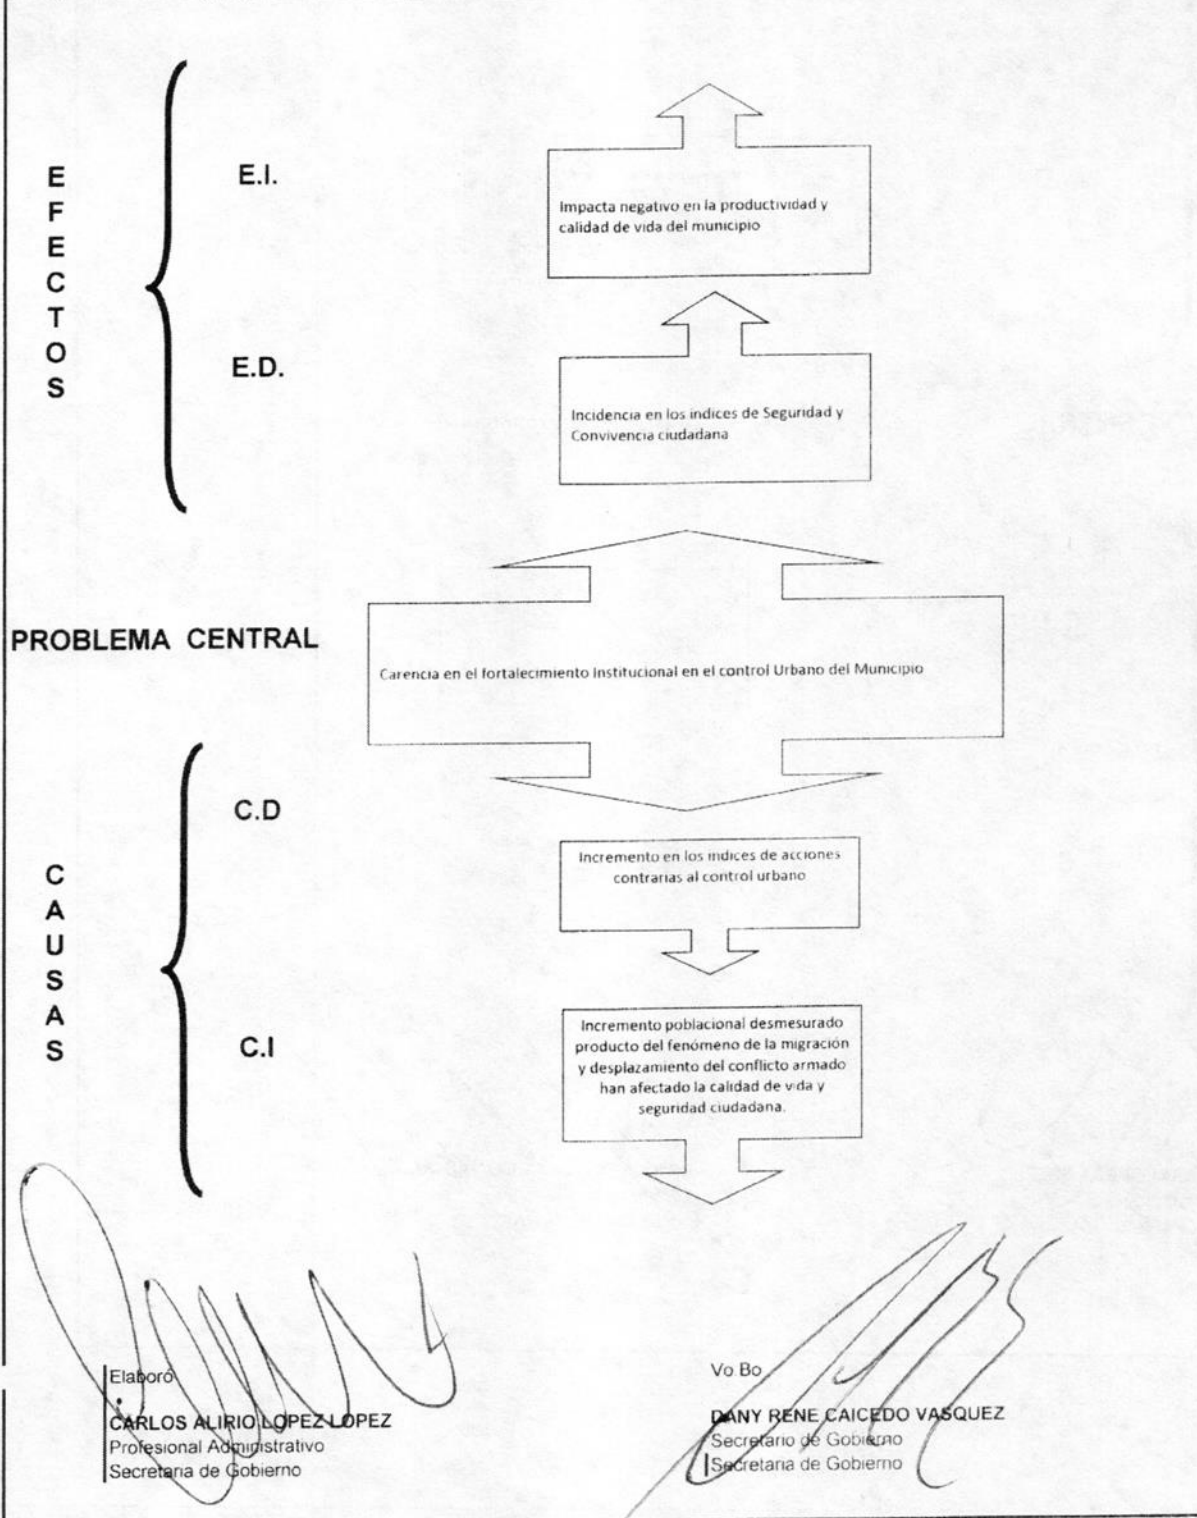 EFECTOS
E.I.
Impacta negativo en la productividad y
calidad de vida del municipio
E.D.
Incidencia en los indices de Seguridad y
Convivencia ciudadana
PROBLEMA CENTRAL
Carencia en el fortalecimiento Institucional en el control Urbano del Municipio
CAUSAS
C.D
Incremento en los indices de acciones
contrarias al control urbano
C.I
Incremento poblacional desmesurado
producto del fenómeno de la migración
y desplazamiento del conflicto armado
han afectado la calidad de vida y
seguridad ciudadana.
Elaboró
CARLOS ALIRIO LOPEZ LOPEZ
Profesional Administrativo
Secretaria de Gobierno
Vo.Bo
DANY RENE CAICEDO VASQUEZ
Secretario de Gobierno
Secretaria de Gobierno